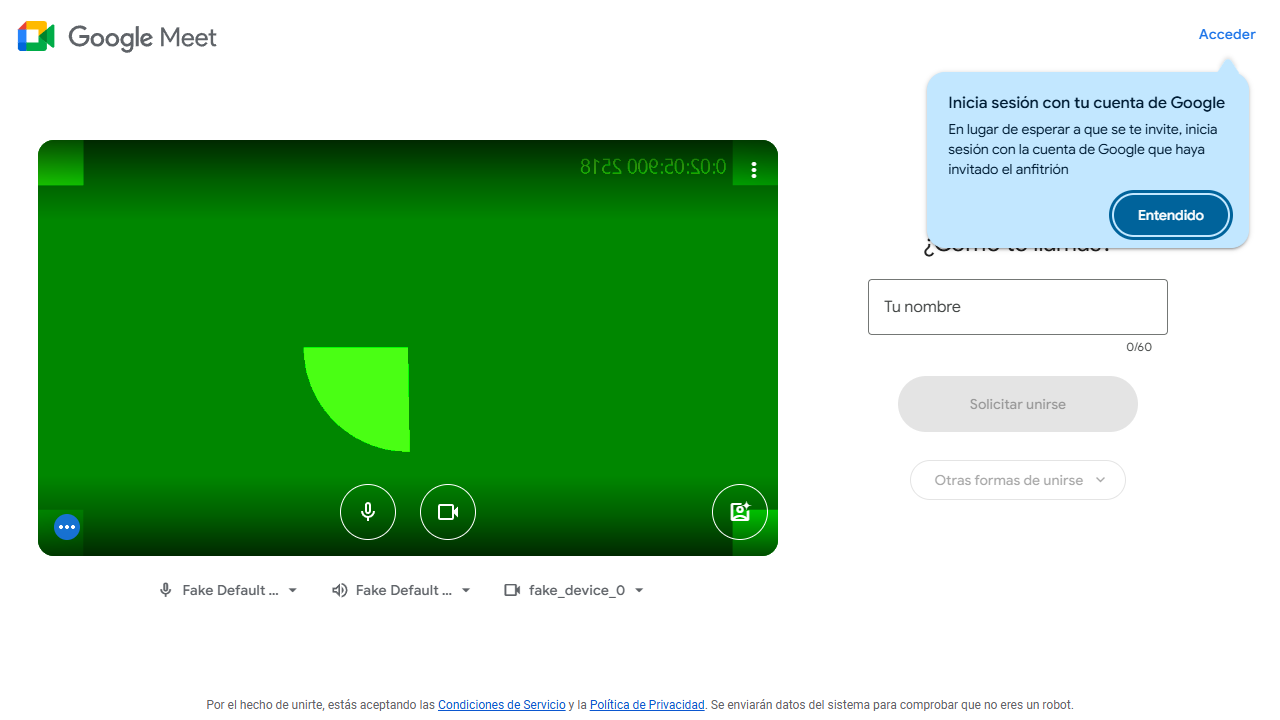 Google Meet
Acceder
Inicia sesión con tu cuenta de Google
En lugar de esperar a que se te invite, inicia
sesión con la cuenta de Google que haya
invitado el anfitrión
Entendido
0:02:05:900 2518
¿Cómo te llamas?
Tu nombre
0/60
Solicitar unirse
Otras formas de unirse
Fake Default ...
Fake Default ...
fake_device_0
Por el hecho de unirte, estás aceptando las Condiciones de Servicio y la Política de Privacidad. Se enviarán datos del sistema para comprobar que no eres un robot.